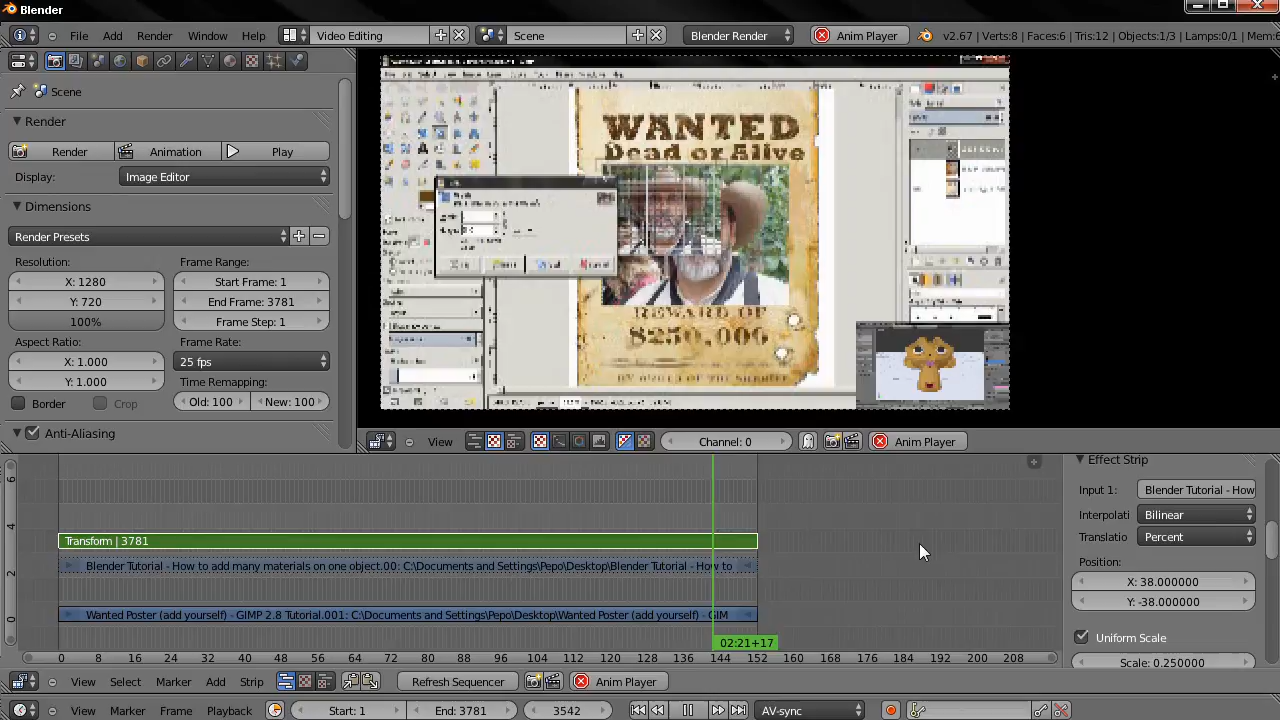 Blender
File Add Render Window Help Video Editing Scene Blender Render Anim Player v2.67 | Verts:8 | Faces:6 | Tris:12 | Objects:1/3 | Lamps:0/1 | Mem:6
Scene
Render
Render Animation Play
Display: Image Editor
Dimensions
Render Presets
Resolution: Frame Range:
X: 1280 Start Frame: 1
Y: 720 End Frame: 3781
100% Frame Step: 1
Aspect Ratio: Frame Rate:
X: 1.000 25 fps
Y: 1.000 Time Remapping:
Border Crop Old: 100 New: 100
Anti-Aliasing
WANTED
Dead or Alive
REWARD OF
$250,000
BY ORDER OF THE SHERIFF
View Channel: 0 Anim Player
6
4
2
0
Transform | 3781
Blender Tutorial - How to use many materials on one object.00: C:\Documents and Settings\Pepo\Desktop\Blender Tutorial - How to
Wanted Poster (add yourself) - GIMP 2.8 Tutorial.001: C:\Documents and Settings\Pepo\Desktop\Wanted Poster (add yourself) - GIM
02:21+17
0 8 16 24 32 40 48 56 64 72 80 88 96 104 112 120 128 136 144 152 160 168 176 184 192 200 208
Effect Strip
Input 1: Blender Tutorial - How
Interpolati Bilinear
Translatio Percent
Position:
X: 38.000000
Y: -38.000000
Uniform Scale
Scale: 0.250000
View Select Marker Add Strip Refresh Sequencer Anim Player
View Marker Frame Playback Start: 1 End: 3781 3542 AV-sync